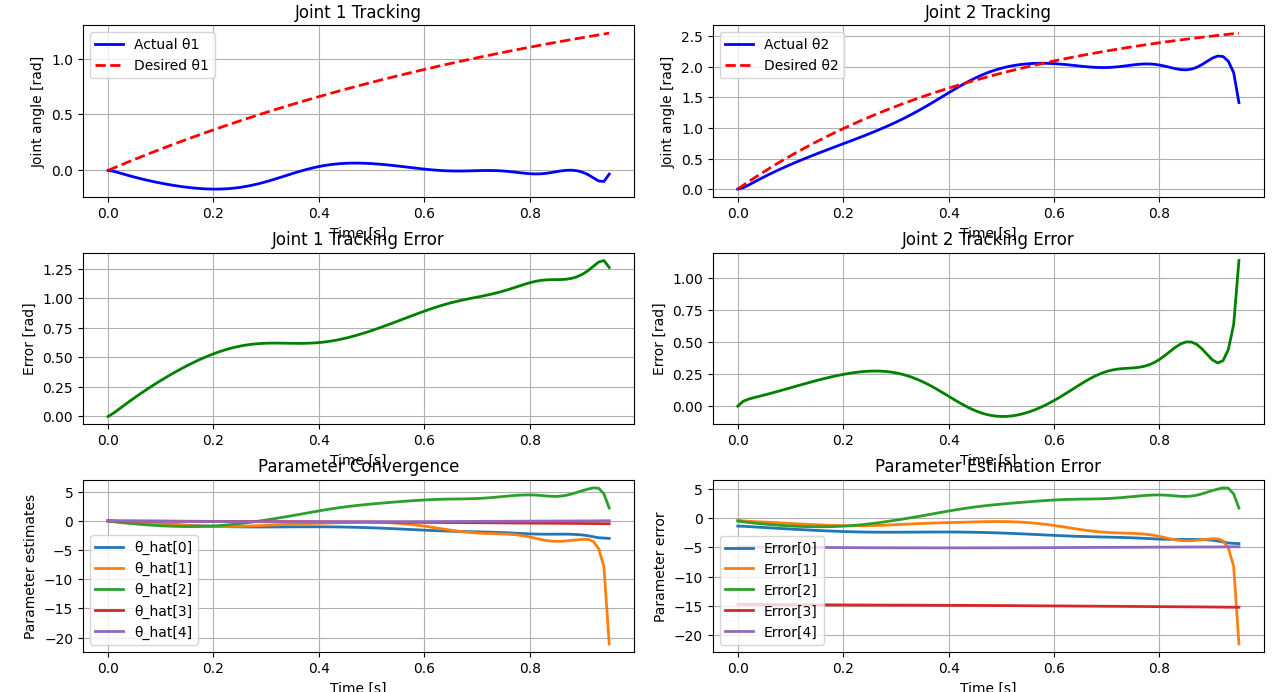 Joint 1 Tracking
Joint angle [rad]
1.0
0.5
0.0
Actual θ1
Desired θ1
0.0 0.2 0.4 0.6 0.8
Time [s]
Joint 2 Tracking
Joint angle [rad]
2.5
2.0
1.5
1.0
0.5
0.0
Actual θ2
Desired θ2
0.0 0.2 0.4 0.6 0.8
Time [s]
Joint 1 Tracking Error
Error [rad]
1.25
1.00
0.75
0.50
0.25
0.00
0.0 0.2 0.4 0.6 0.8
Time [s]
Joint 2 Tracking Error
Error [rad]
1.00
0.75
0.50
0.25
0.00
0.0 0.2 0.4 0.6 0.8
Time [s]
Parameter Convergence
Parameter estimates
5
0
−5
−10
−15
−20
θ_hat[0]
θ_hat[1]
θ_hat[2]
θ_hat[3]
θ_hat[4]
0.0 0.2 0.4 0.6 0.8
Time [s]
Parameter Estimation Error
Parameter error
5
0
−5
−10
−15
−20
Error[0]
Error[1]
Error[2]
Error[3]
Error[4]
0.0 0.2 0.4 0.6 0.8
Time [s]